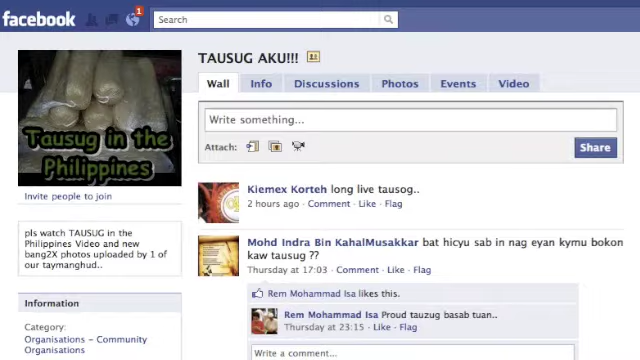 facebook
1
Search
TAUSUG AKU!!!
Wall Info Discussions Photos Events Video
Write something...
Attach:
Share
Tausug in the
Philippines
Invite people to join
pls watch TAUSUG in the
Philippines Video and new
bang2X photos uploaded by 1 of
our taymanghud..
Information
Category:
Organisations - Community
Organisations
Kiemex Korteh long live tausog..
2 hours ago · Comment · Like · Flag
Mohd Indra Bin KahalMusakkar bat hicyu sab in nag eyan kymu bokon
kaw tausug ??
Thursday at 17:03 · Comment · Like · Flag
Rem Mohammad Isa likes this.
Rem Mohammad Isa Proud tauzug basab tuan..
Thursday at 23:15 · Like · Flag
Write a comment...